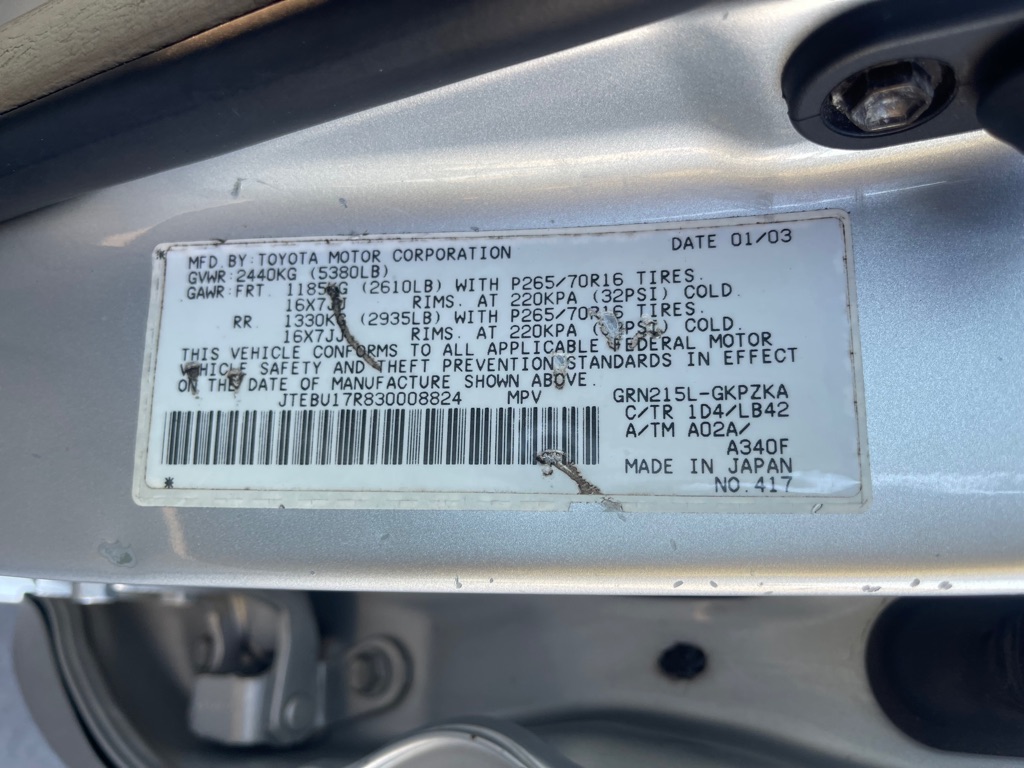 MFD. BY: TOYOTA MOTOR CORPORATION DATE 01/03
GVWR: 2440KG (5380LB)
GAWR: FRT. 1185KG (2610LB) WITH P265/70R16 TIRES.
16X7JJ RIMS. AT 220KPA (32PSI) COLD.
RR 1330KG (2935LB) WITH P265/70R16 TIRES.
16X7JJ RIMS. AT 220KPA PSI) COLD.
THIS VEHICLE CONFORMS TO ALL APPLICABLE FEDERAL MOTOR
VEHICLE SAFETY AND THEFT PREVENTION STANDARDS IN EFFECT
ON THE DATE OF MANUFACTURE SHOWN ABOVE.
JTEBU17R830008824 MPV GRN215L-GKPZKA
C/TR 1D4/LB42
A/TM A02A/
A340F
MADE IN JAPAN
NO. 417